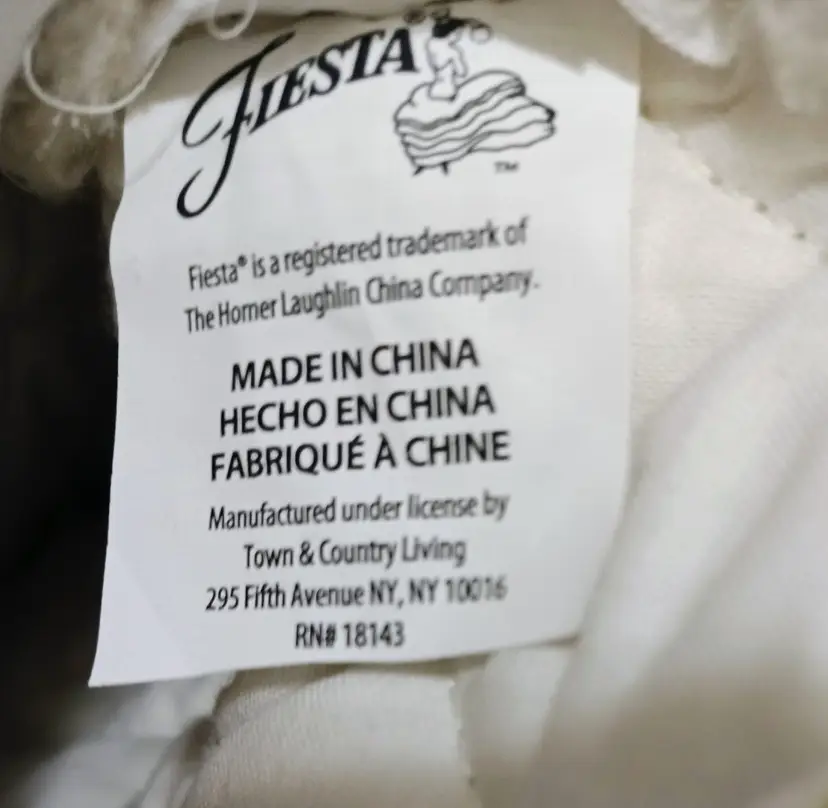 FIESTA®
™
Fiesta® is a registered trademark of
The Homer Laughlin China Company.
MADE IN CHINA
HECHO EN CHINA
FABRIQUÉ À CHINE
Manufactured under license by
Town & Country Living
295 Fifth Avenue NY, NY 10016
RN# 18143